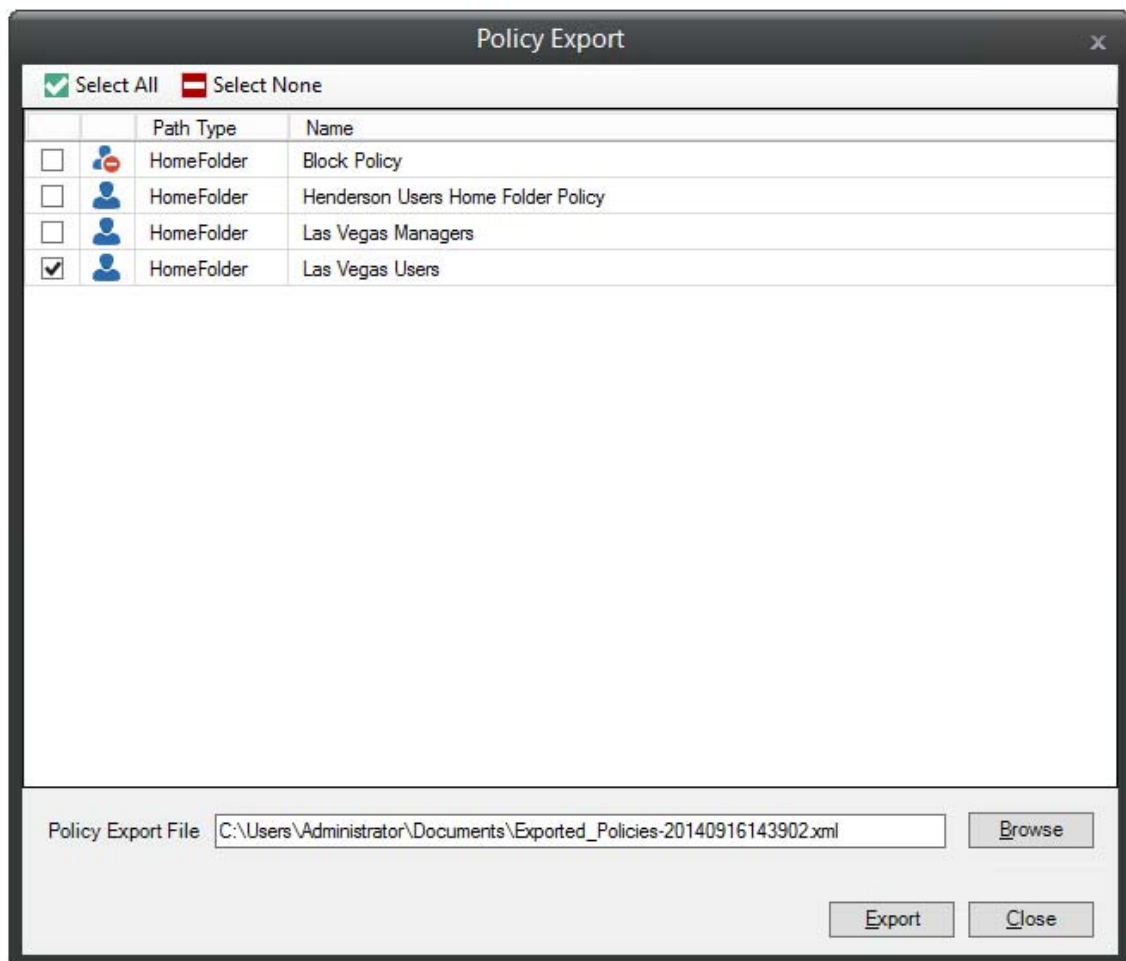 Policy Export
x
Select All Select None
Path Type Name
HomeFolder Block Policy
HomeFolder Henderson Users Home Folder Policy
HomeFolder Las Vegas Managers
HomeFolder Las Vegas Users
Policy Export File C:\Users\Administrator\Documents\Exported_Policies-20140916143902.xml Browse
Export Close